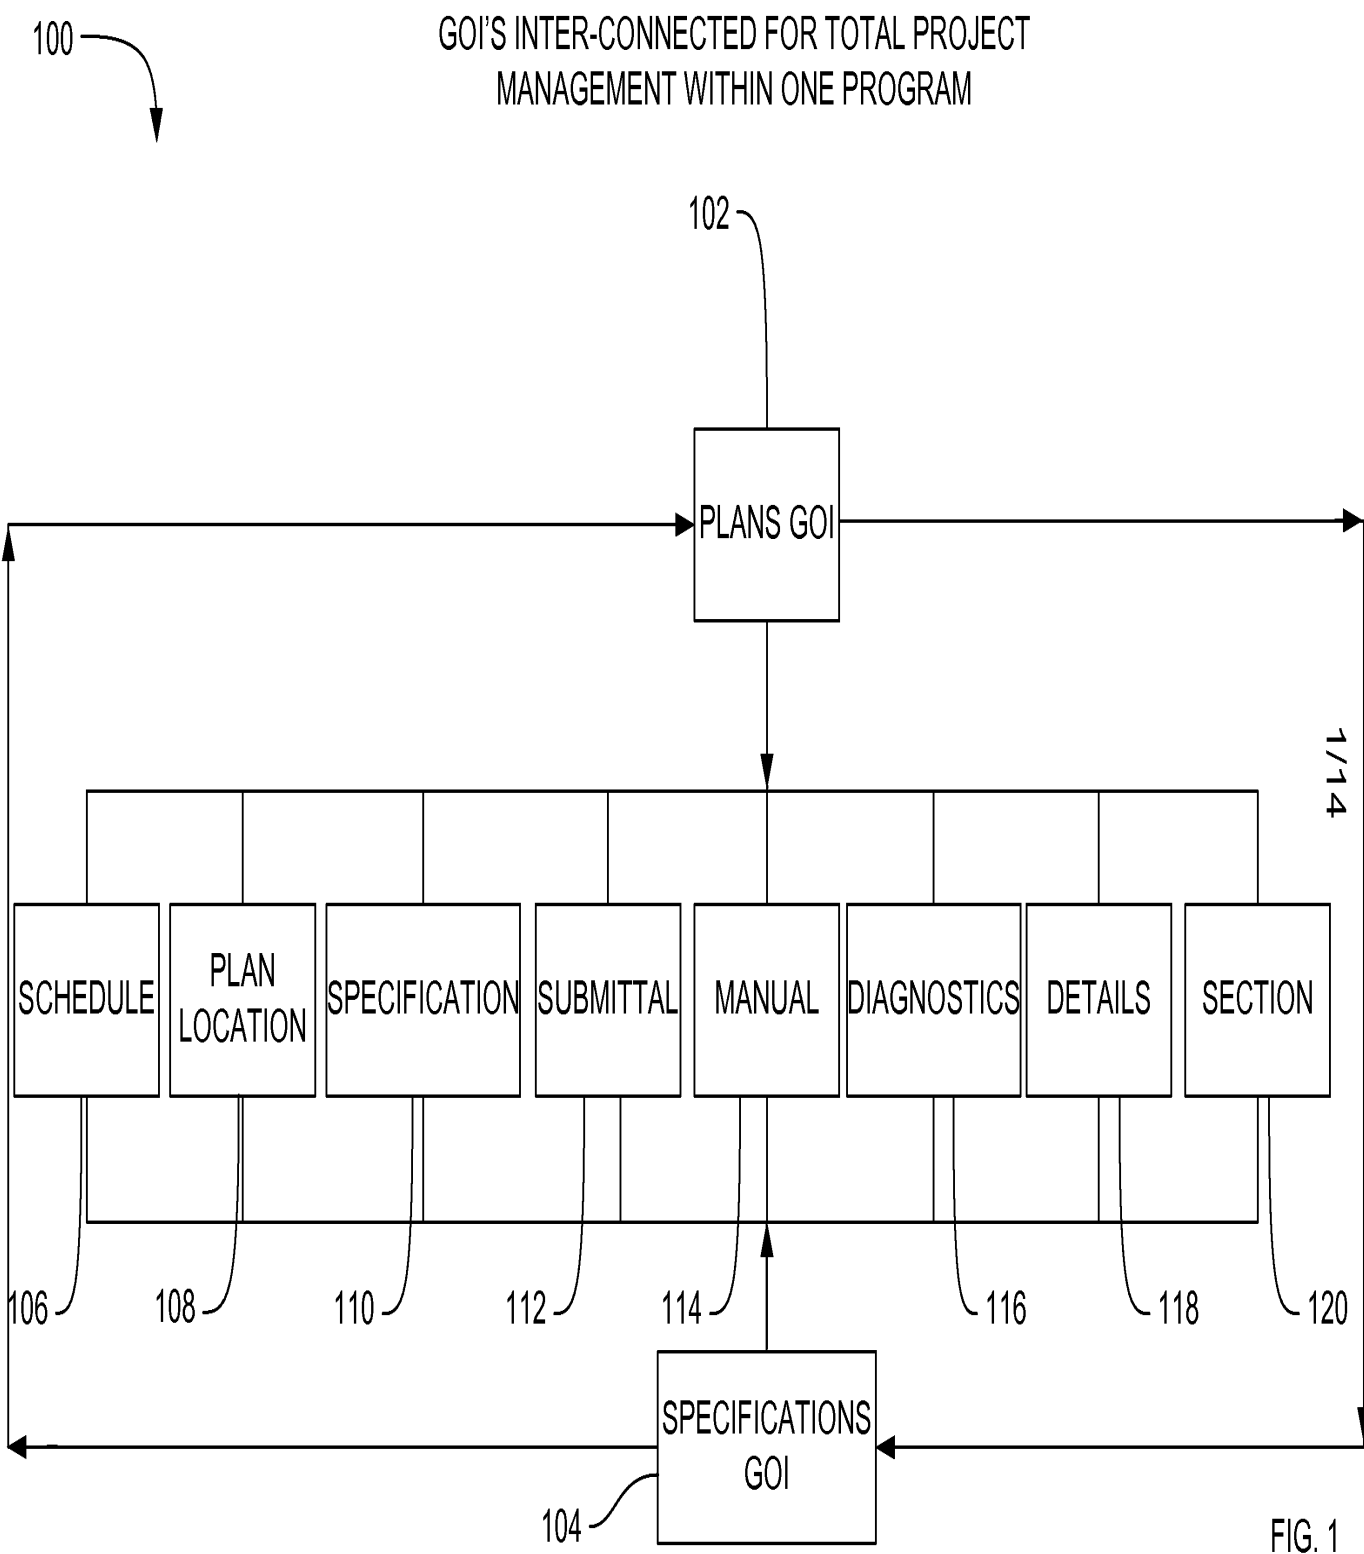 100
GOI'S INTER-CONNECTED FOR TOTAL PROJECT
MANAGEMENT WITHIN ONE PROGRAM
102
PLANS GOI
1/14
SCHEDULE
PLAN
LOCATION
SPECIFICATION
SUBMITTAL
MANUAL
DIAGNOSTICS
DETAILS
SECTION
106
108
110
112
114
116
118
120
SPECIFICATIONS
GOI
104
FIG. 1